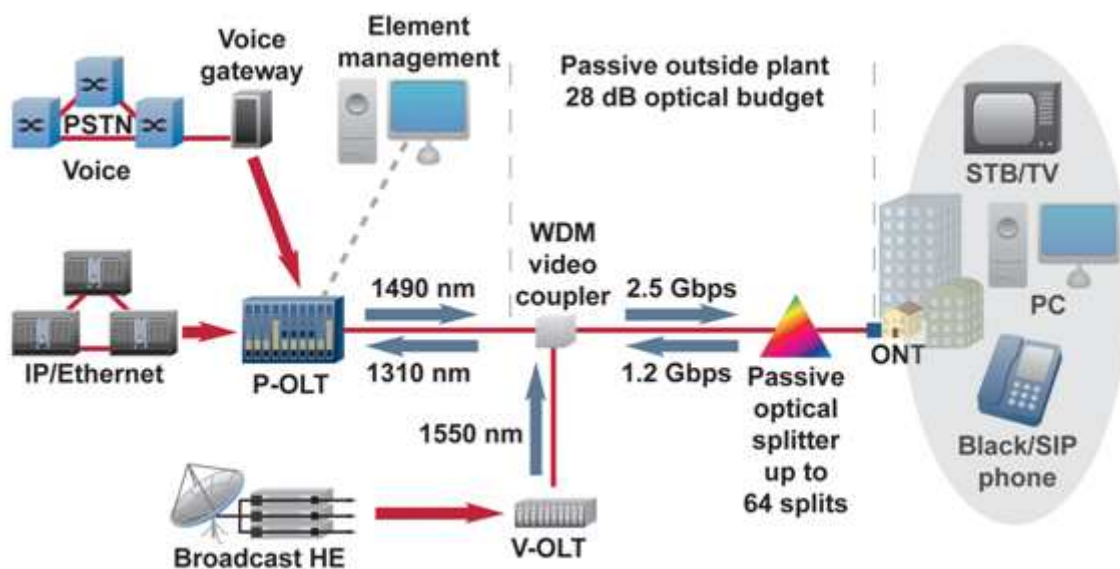 Voice
gateway
Element
management
Passive outside plant
28 dB optical budget
PSTN
Voice
STB/TV
WDM
video
coupler
1490 nm
2.5 Gbps
PC
IP/Ethernet
P-OLT
1310 nm
1.2 Gbps
ONT
Passive
optical
splitter
up to
64 splits
1550 nm
Black/SIP
phone
Broadcast HE
V-OLT